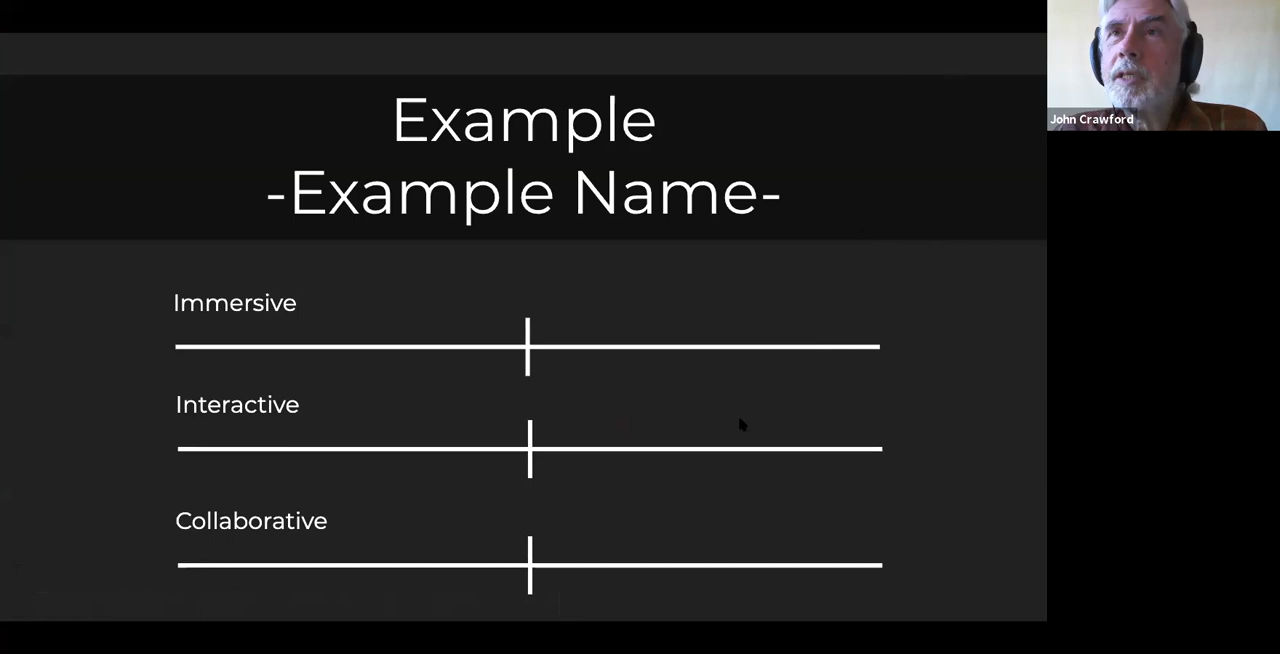 Example
-Example Name-
John Crawford
Immersive
Interactive
Collaborative